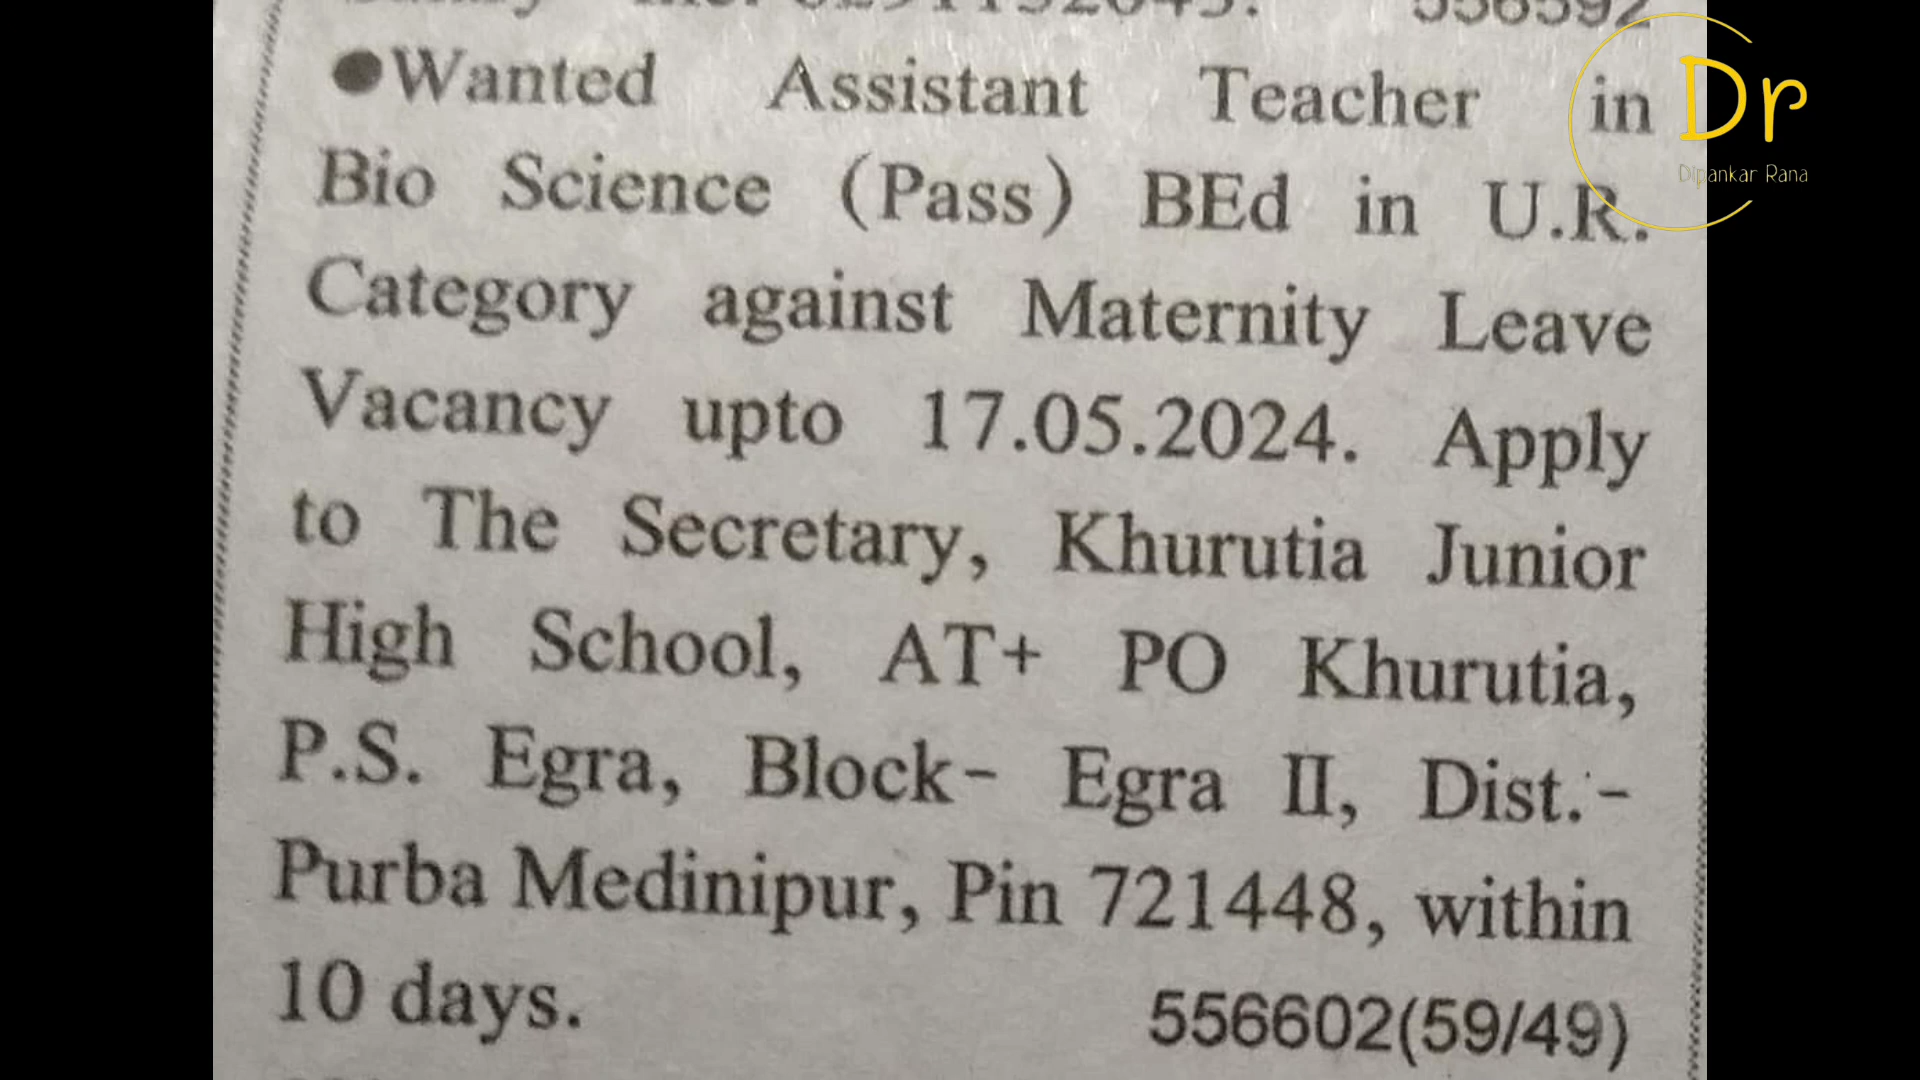 ●Wanted Assistant Teacher in
Bio Science (Pass) BEd in U.R.
Category against Maternity Leave
Vacancy upto 17.05.2024. Apply
to The Secretary, Khurutia Junior
High School, AT+ PO Khurutia,
P.S. Egra, Block- Egra II, Dist.-
Purba Medinipur, Pin 721448, within
10 days. 556602(59/49)
Dr
Dipankar Rana